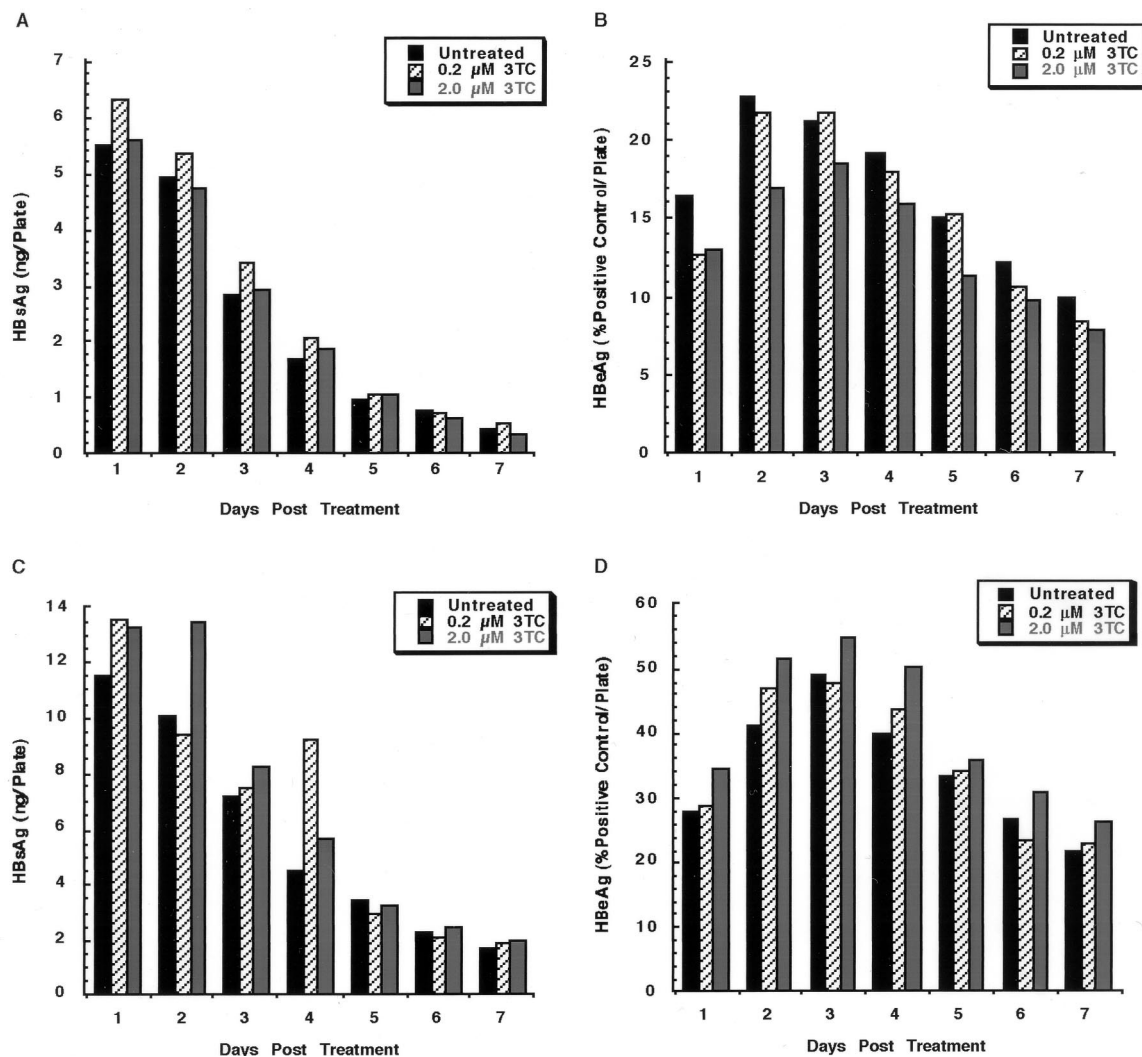 A
Untreated
0.2 µM 3TC
2.0 µM 3TC
HBsAg (ng/Plate)
7
6
5
4
3
2
1
0
1 2 3 4 5 6 7
Days Post Treatment
B
Untreated
0.2 µM 3TC
2.0 µM 3TC
HBeAg (%Positive Control/Plate)
25
20
15
10
5
0
1 2 3 4 5 6 7
Days Post Treatment
C
Untreated
0.2 µM 3TC
2.0 µM 3TC
HBsAg (ng/Plate)
14
12
10
8
6
4
2
0
1 2 3 4 5 6 7
Days Post Treatment
D
Untreated
0.2 µM 3TC
2.0 µM 3TC
HBeAg (%Positive Control/Plate)
60
50
40
30
20
10
0
1 2 3 4 5 6 7
Days Post Treatment